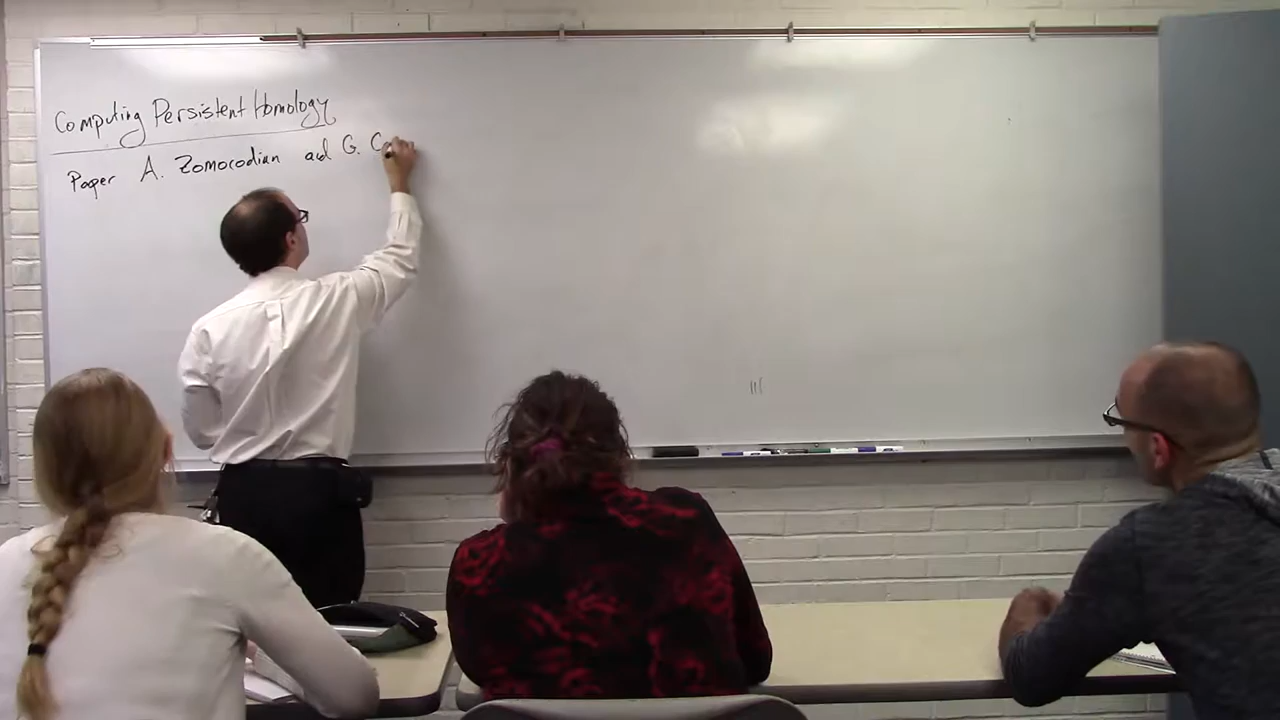 Computing Persistent Homology
Paper A. Zomorodian and G. C